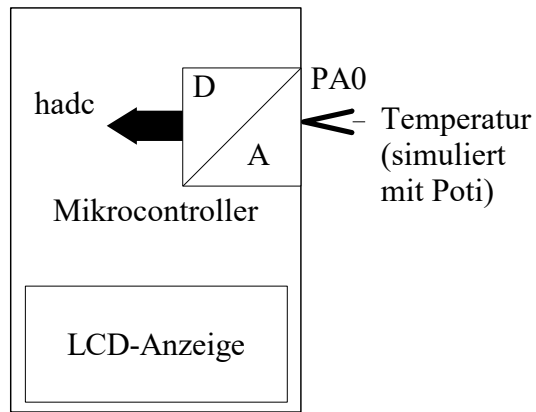 D
PA0
hadc
A
Temperatur
(simuliert
mit Poti)
Mikrocontroller
LCD-Anzeige